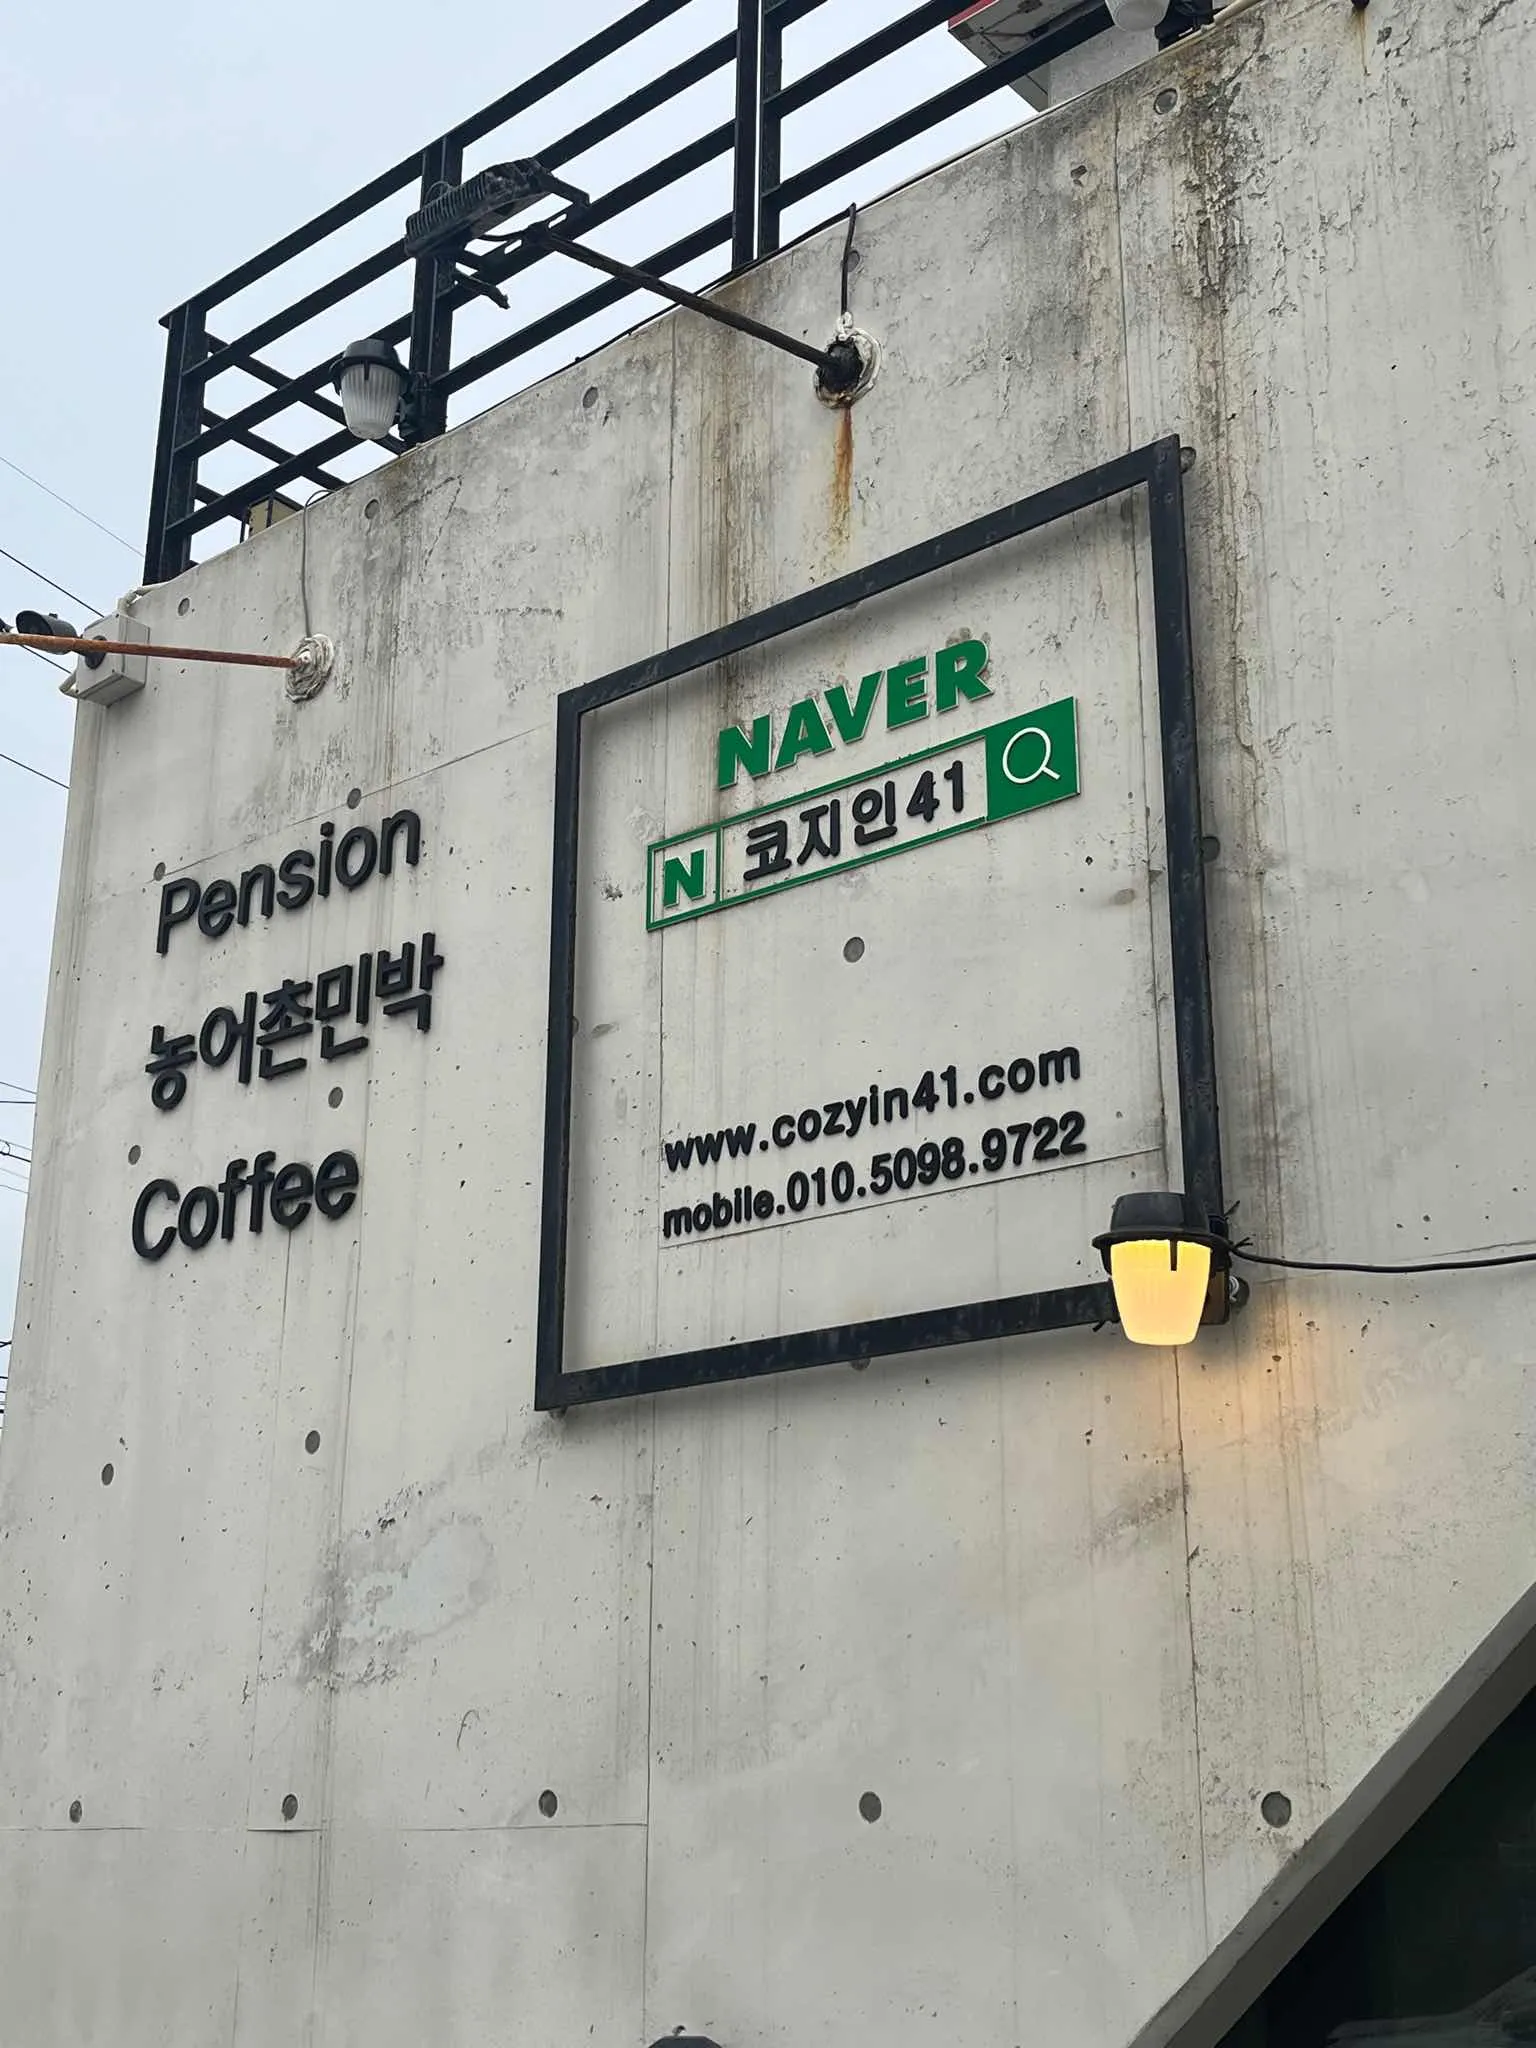 Pension
농어촌민박
Coffee
NAVER
N 코지인41
www.cozyin41.com
mobile.010.5098.9722